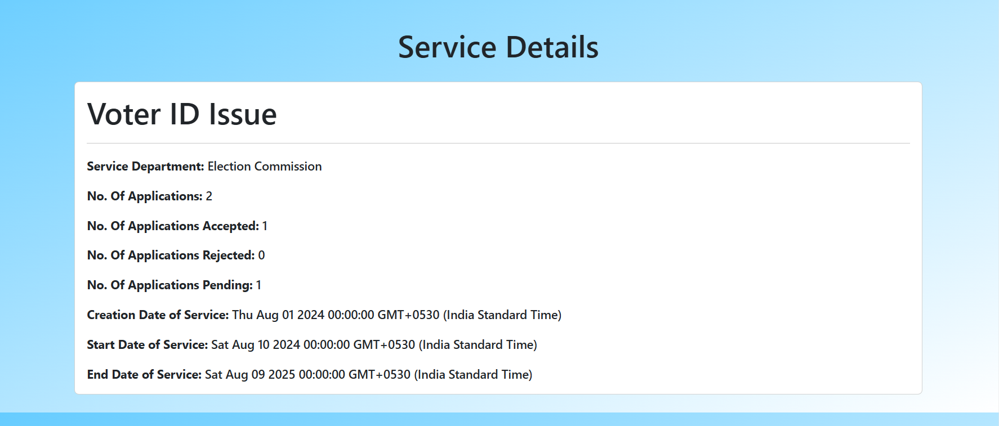 Service Details
Voter ID Issue
Service Department: Election Commission
No. Of Applications: 2
No. Of Applications Accepted: 1
No. Of Applications Rejected: 0
No. Of Applications Pending: 1
Creation Date of Service: Thu Aug 01 2024 00:00:00 GMT+0530 (India Standard Time)
Start Date of Service: Sat Aug 10 2024 00:00:00 GMT+0530 (India Standard Time)
End Date of Service: Sat Aug 09 2025 00:00:00 GMT+0530 (India Standard Time)